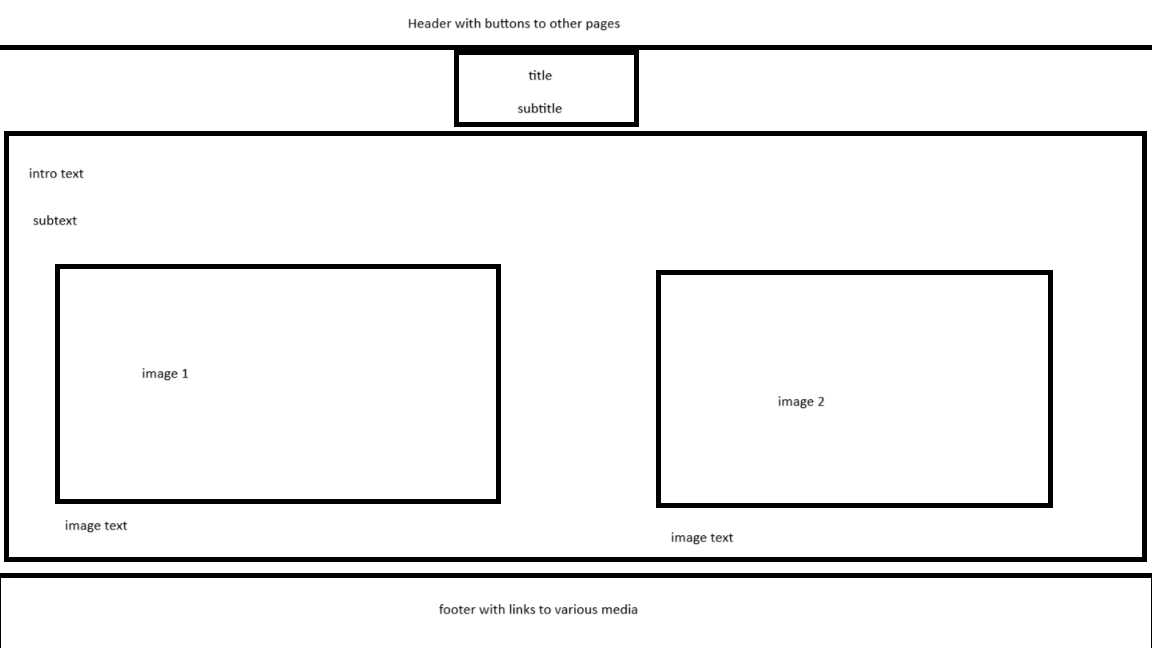 Header with buttons to other pages
title
subtitle
intro text
subtext
image 1
image 2
image text
image text
footer with links to various media